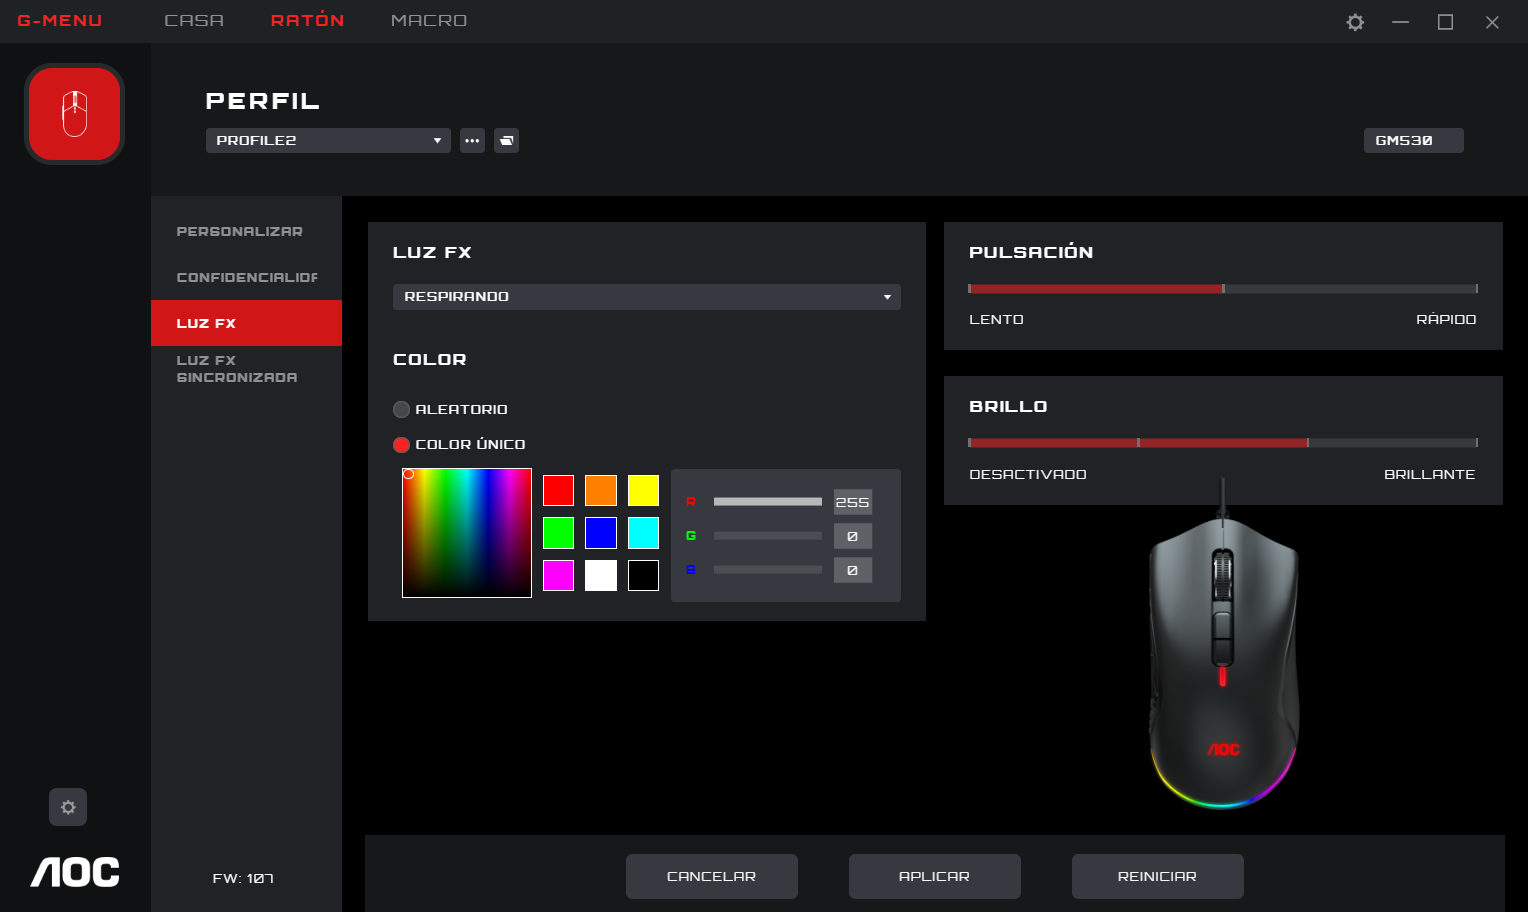 G-MENU CASA RATÓN MACRO
PERFIL
PROFILE2
GM530
PERSONALIZAR
CONFIDENCIALIDA
LUZ FX
LUZ FX
SINCRONIZADA
LUZ FX
RESPIRANDO
COLOR
ALEATORIO
COLOR ÚNICO
R 255
G 0
B 0
PULSACIÓN
LENTO RÁPIDO
BRILLO
DESACTIVADO BRILLANTE
AOC
AOC
FW: 107
CANCELAR APLICAR REINICIAR